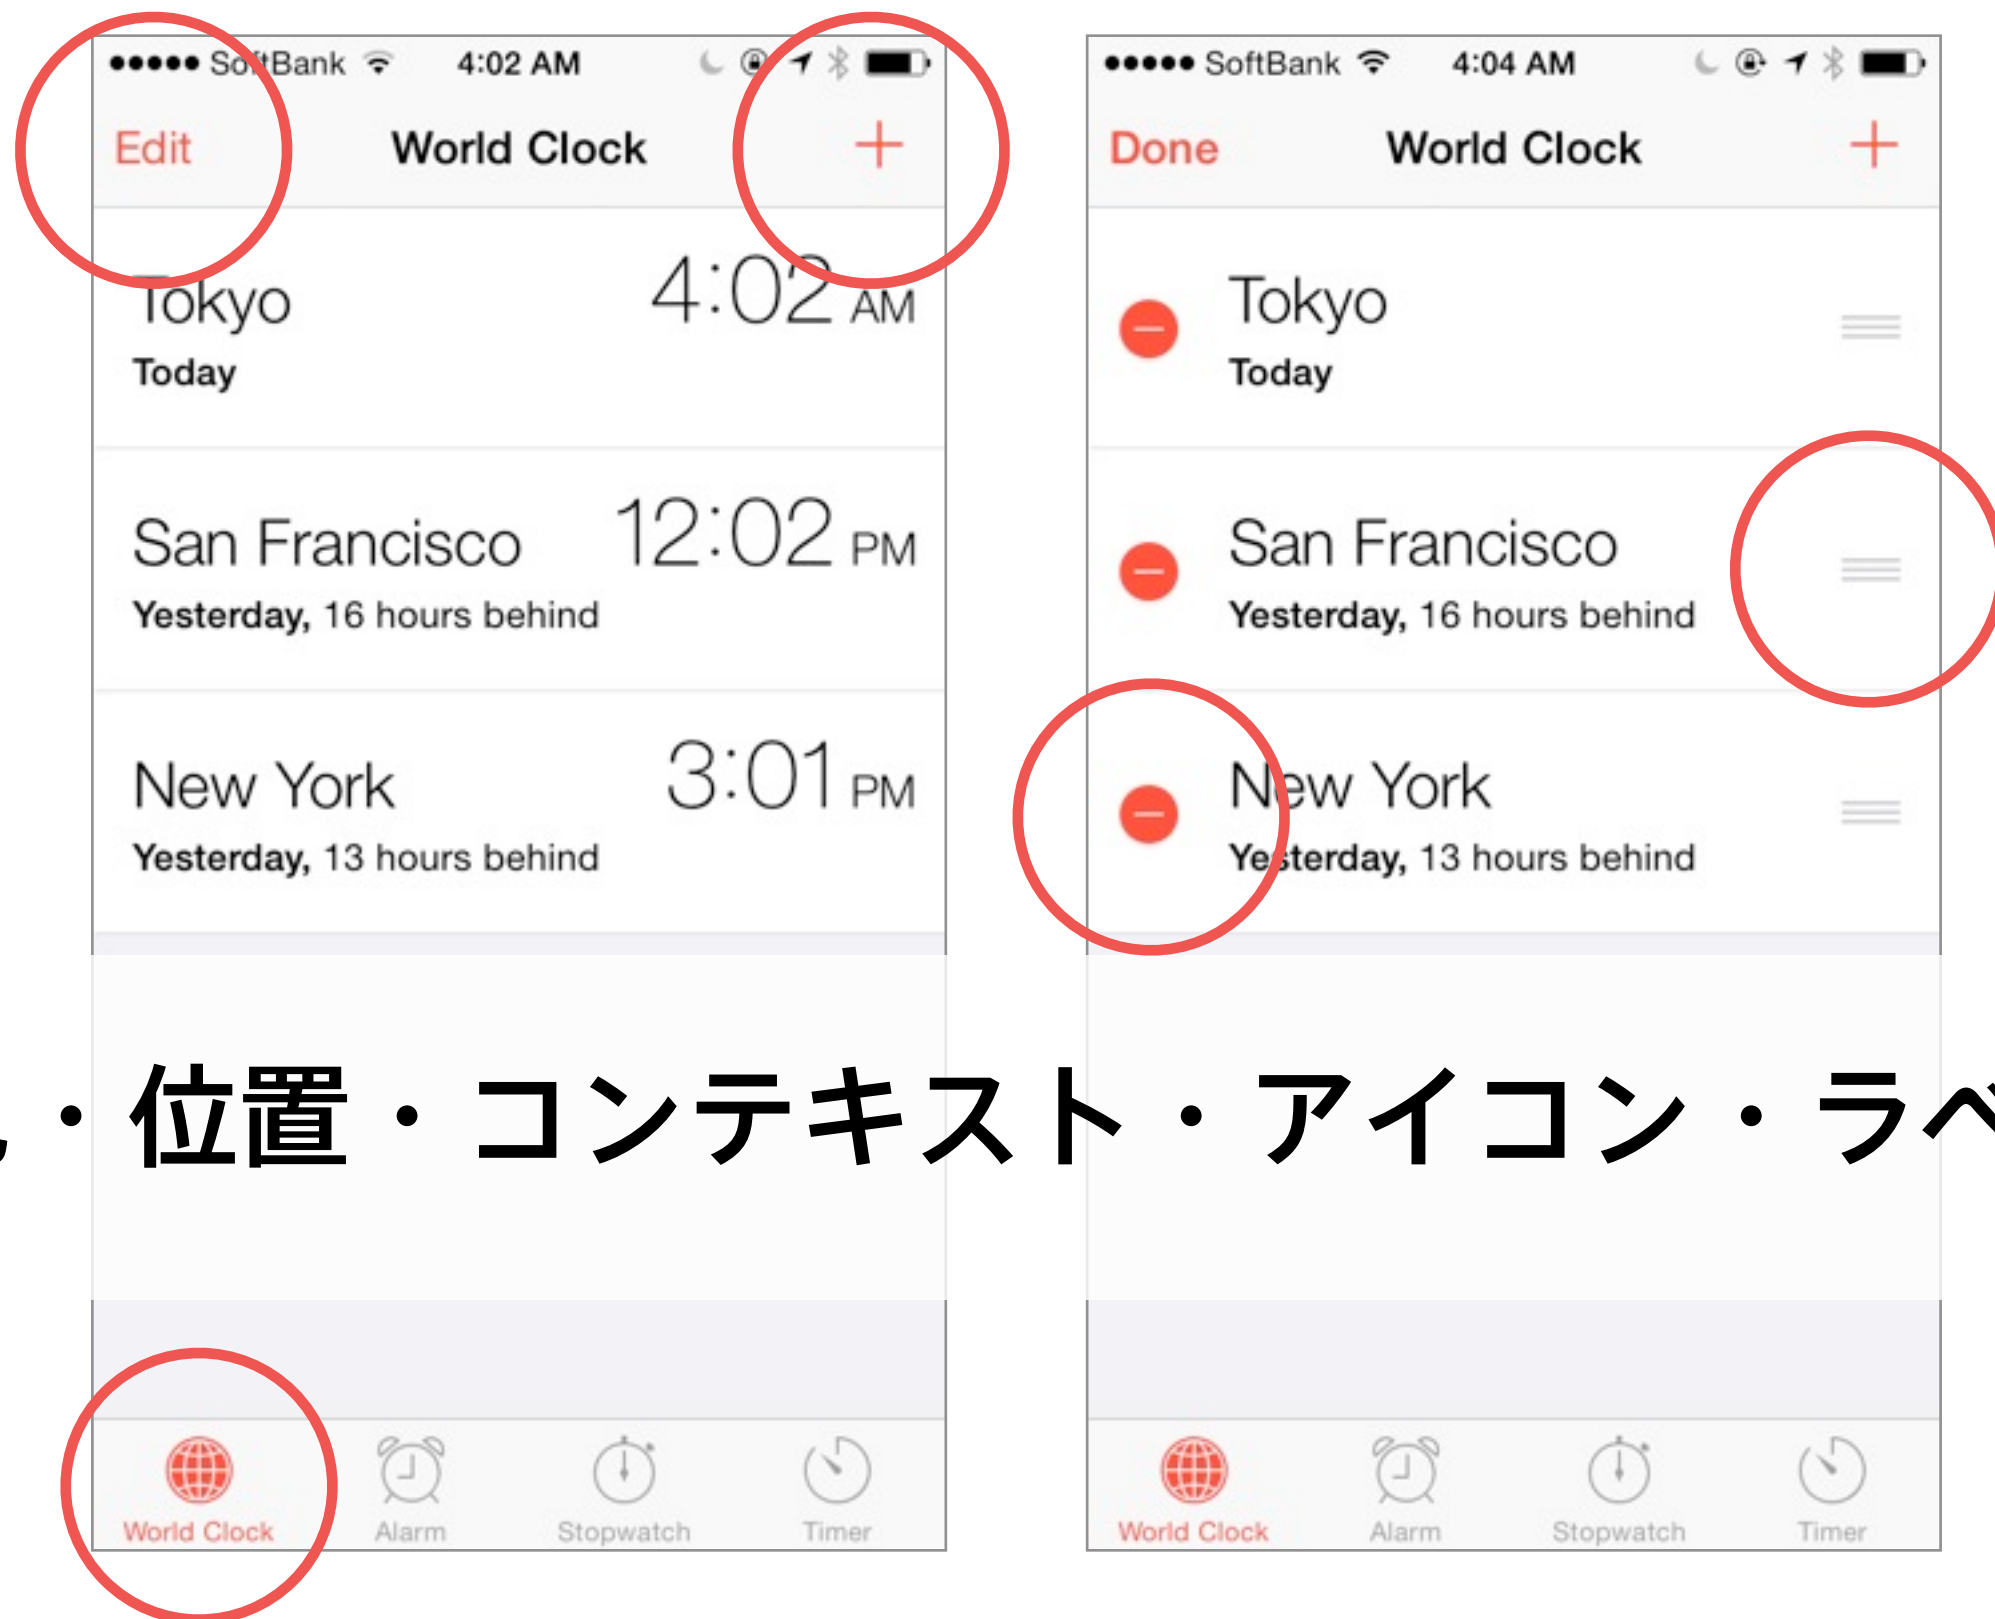 SoftBank 4:02 AM
Edit World Clock +
Tokyo 4:02 AM
Today
San Francisco 12:02 PM
Yesterday, 16 hours behind
New York 3:01 PM
Yesterday, 13 hours behind
World Clock Alarm Stopwatch Timer
SoftBank 4:04 AM
Done World Clock +
Tokyo
Today
San Francisco
Yesterday, 16 hours behind
New York
Yesterday, 13 hours behind
World Clock Alarm Stopwatch Timer
・位置・コンテキスト・アイコン・ラベ